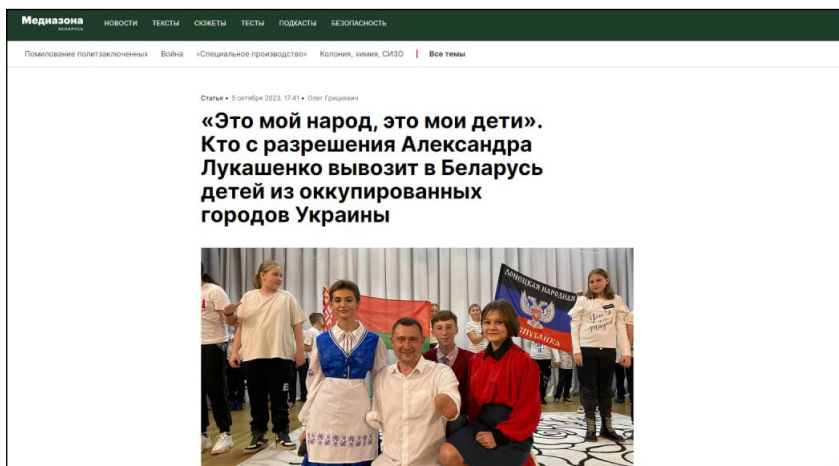 Медиазона
БЕЛАРУСЬ
НОВОСТИ ТЕКСТЫ СЮЖЕТЫ ТЕСТЫ ПОДКАСТЫ БЕЗОПАСНОСТЬ
Помилование политзаключенных Война «Специальное производство» Колония, химия, СИЗО | Все темы
Статья • 5 октября 2023, 17:41 • Олег Грицкевич
«Это мой народ, это мои дети».
Кто с разрешения Александра
Лукашенко вывозит в Беларусь
детей из оккупированных
городов Украины
ДОНЕЦКАЯ НАРОДНАЯ